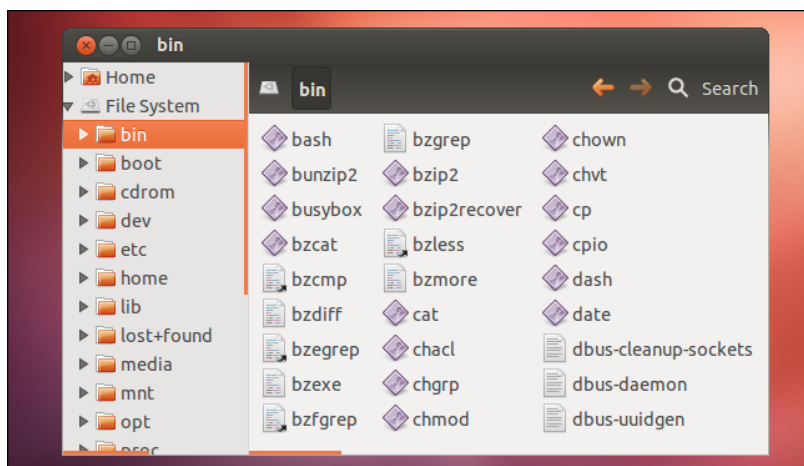 bin
Home
File System
bin
boot
cdrom
dev
etc
home
lib
lost+found
media
mnt
opt
proc
bin
Search
bash
bunzip2
busybox
bzcat
bzcmp
bzdiff
bzegrep
bzexe
bzfgrep
bzgrep
bzip2
bzip2recover
bzless
bzmore
cat
chacl
chgrp
chmod
chown
chvt
cp
cpio
dash
date
dbus-cleanup-sockets
dbus-daemon
dbus-uuidgen